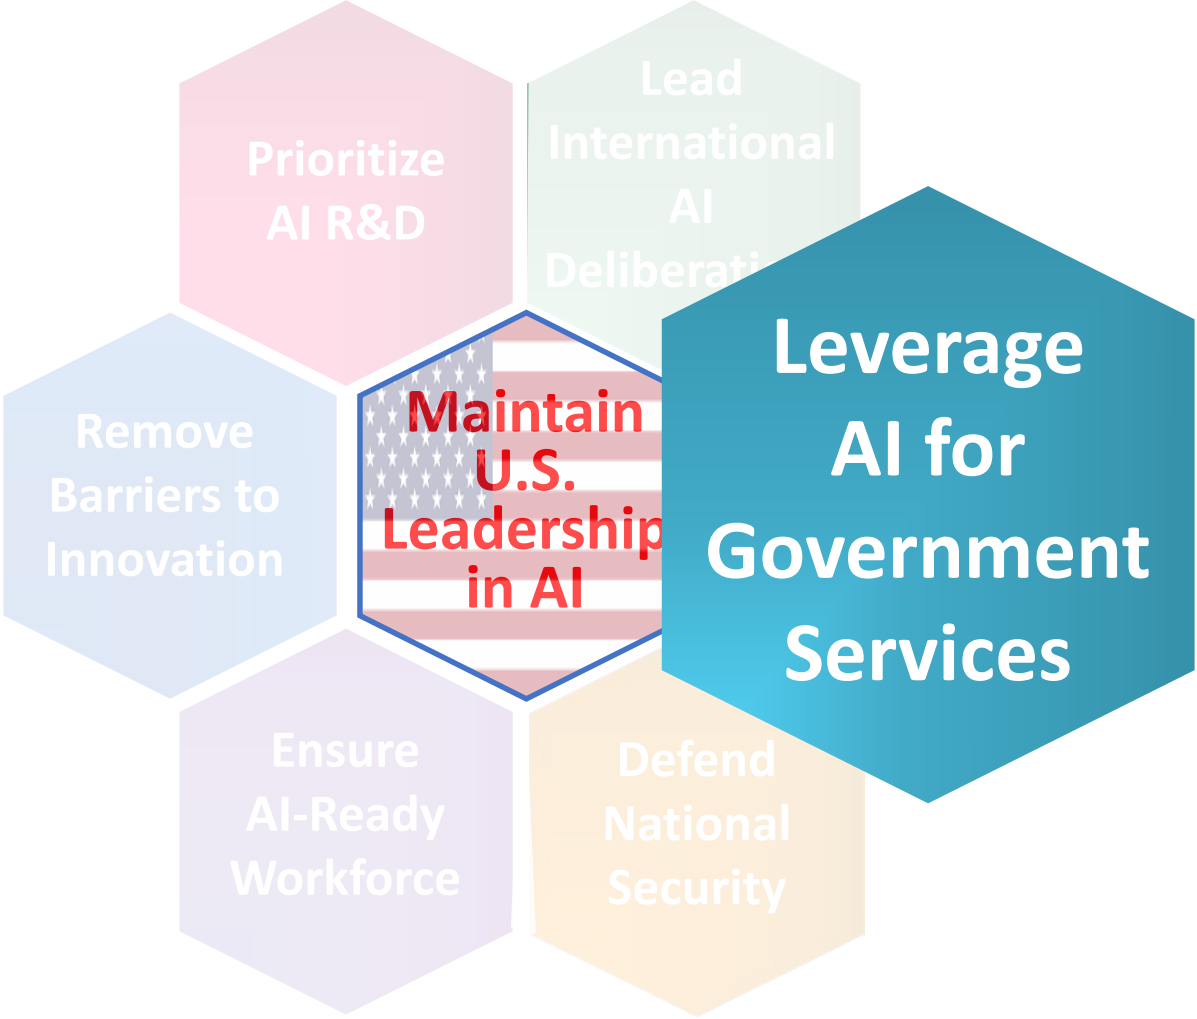 Prioritize
AI R&D
Lead
International
AI
Deliberati
Remove
Barriers to
Innovation
Maintain
U.S.
Leadership
in AI
Leverage
AI for
Government
Services
Ensure
AI-Ready
Workforce
Defend
National
Security